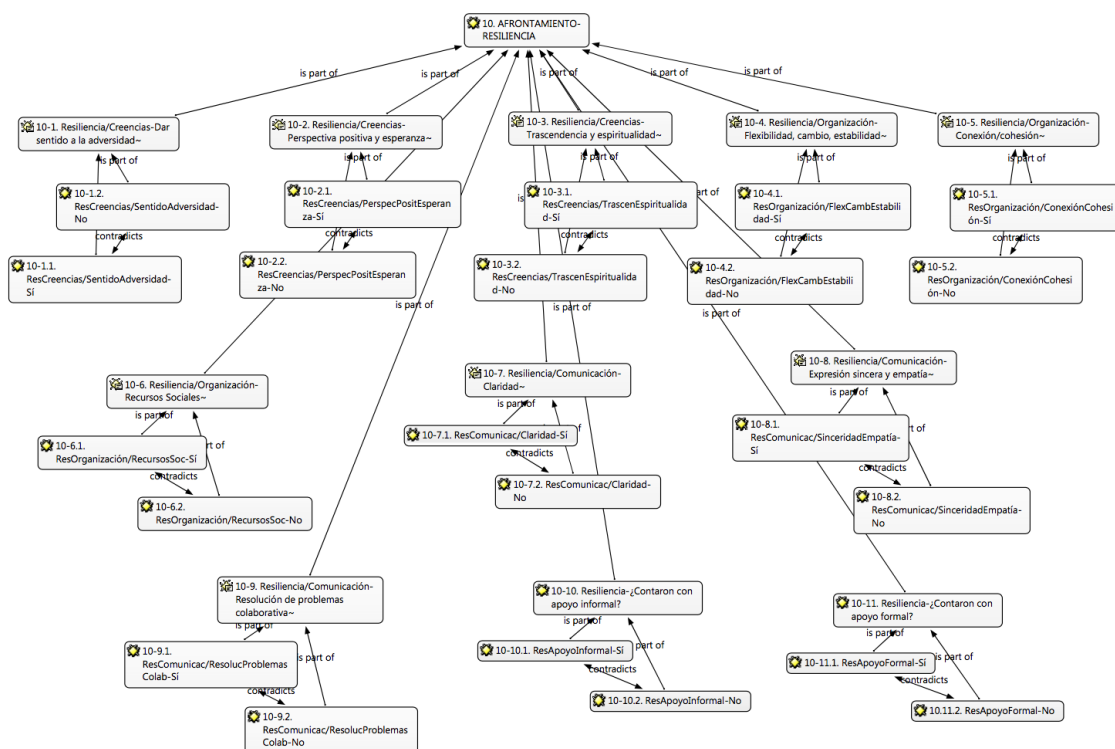 10. AFRONTAMIENTO-
RESILIENCIA
is part of
is part of
is part of
is part of
is part of
10-1. Resiliencia/Creencias-Dar
sentido a la adversidad~
10-2. Resiliencia/Creencias-
Perspectiva positiva y esperanza~
10-3. Resiliencia/Creencias-
Trascendencia y espiritualidad~
10-4. Resiliencia/Organización-
Flexibilidad, cambio, estabilidad~
10-5. Resiliencia/Organización-
Conexión/cohesión~
is part of
is part of
is part of
is part of
is part of
10-1.2.
ResCreencias/SentidoAdversidad-
No
10-2.1.
ResCreencias/PerspecPositEsperan
za-Sí
10-3.1.
ResCreencias/TrascenEspiritualida
d-Sí
10-4.1.
ResOrganización/FlexCambEstabili
dad-Sí
10-5.1.
ResOrganización/ConexiónCohesi
ón-Sí
contradicts
contradicts
contradicts
contradicts
contradicts
10-1.1.
ResCreencias/SentidoAdversidad-
Sí
10-2.2.
ResCreencias/PerspecPositEsperan
za-No
10-3.2.
ResCreencias/TrascenEspiritualida
d-No
10-4.2.
ResOrganización/FlexCambEstabili
dad-No
10-5.2.
ResOrganización/ConexiónCohesi
ón-No
is part of
is part of
10-6. Resiliencia/Organización-
Recursos Sociales~
10-7. Resiliencia/Comunicación-
Claridad~
10-8. Resiliencia/Comunicación-
Expresión sincera y empatía~
is part of
is part of
is part of
10-6.1.
ResOrganización/RecursosSoc-Sí
of
10-7.1. ResComunicac/Claridad-Sí
10-8.1.
ResComunicac/SinceridadEmpatía-
Sí
contradicts
contradicts
contradicts
10-6.2.
ResOrganización/RecursosSoc-No
10-7.2. ResComunicac/Claridad-
No
10-8.2.
ResComunicac/SinceridadEmpatía-
No
10-9. Resiliencia/Comunicación-
Resolución de problemas
colaborativa~
10-10. Resiliencia-¿Contaron con
apoyo informal?
10-11. Resiliencia-¿Contaron con
apoyo formal?
is part of
is part of
is part of
10-9.1.
ResComunicac/ResolucProblemas
Colab-Sí
is part of
10-10.1. ResApoyoInformal-Sí
part of
10-11.1. ResApoyoFormal-Sí
part of
contradicts
contradicts
contradicts
10-9.2.
ResComunicac/ResolucProblemas
Colab-No
10-10.2. ResApoyoInformal-No
10.11.2. ResApoyoFormal-No